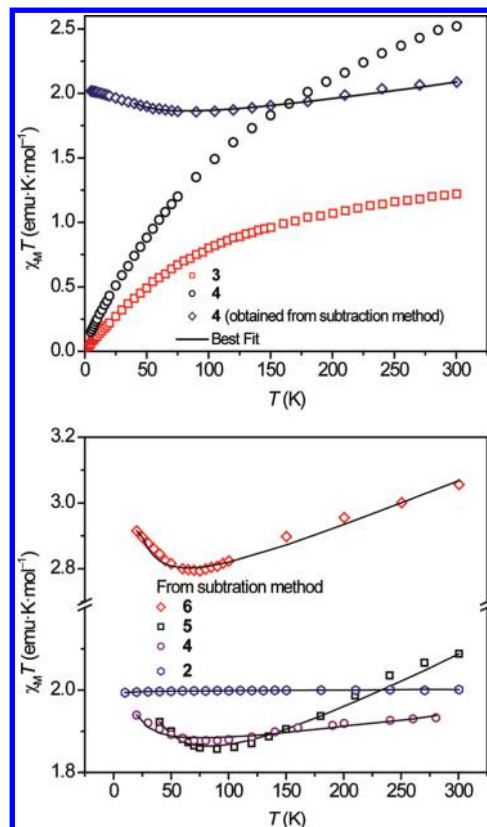 2.5
2.0
1.5
1.0
0.5
0.0
χ_M T (emu·K·mol⁻¹)
3
4
4 (obtained from subtraction method)
Best Fit
0 50 100 150 200 250 300
T (K)
3.2
3.0
2.8
2.0
1.8
χ_M T (emu·K·mol⁻¹)
From subtration method
6
5
4
2
0 50 100 150 200 250 300
T (K)